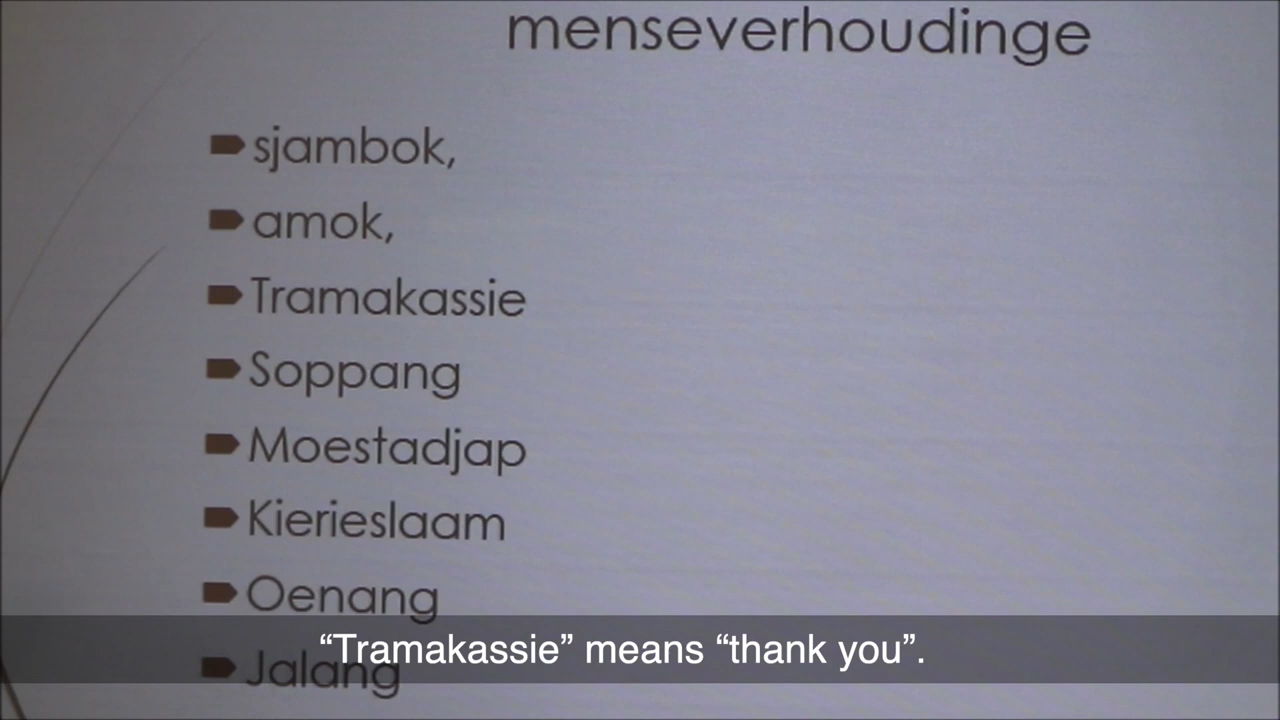 menseverhoudinge
sjambok,
amok,
Tramakassie
Soppang
Moestadjap
Kierieslaam
Oenang
Jalang
“Tramakassie” means “thank you”.